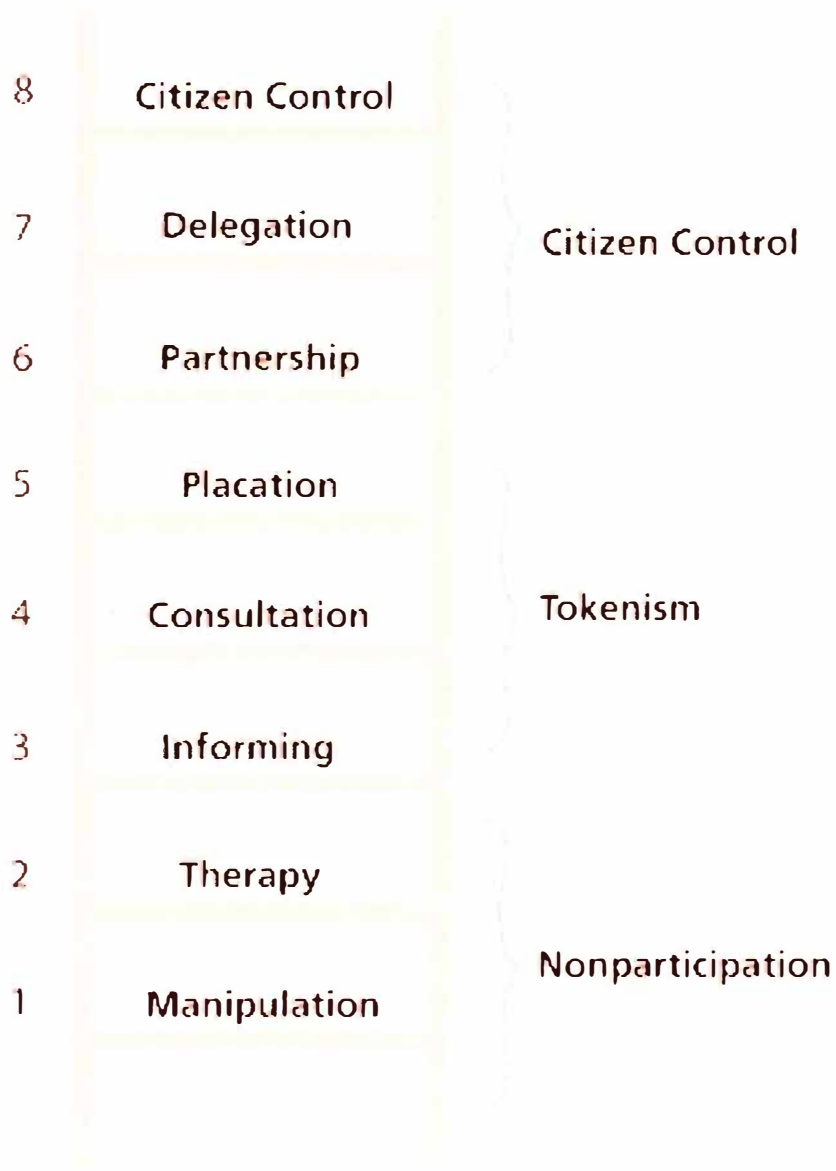 8 Citizen Control
7 Delegation
Citizen Control
6 Partnership
5 Placation
4 Consultation
Tokenism
3 Informing
2 Therapy
Nonparticipation
1 Manipulation